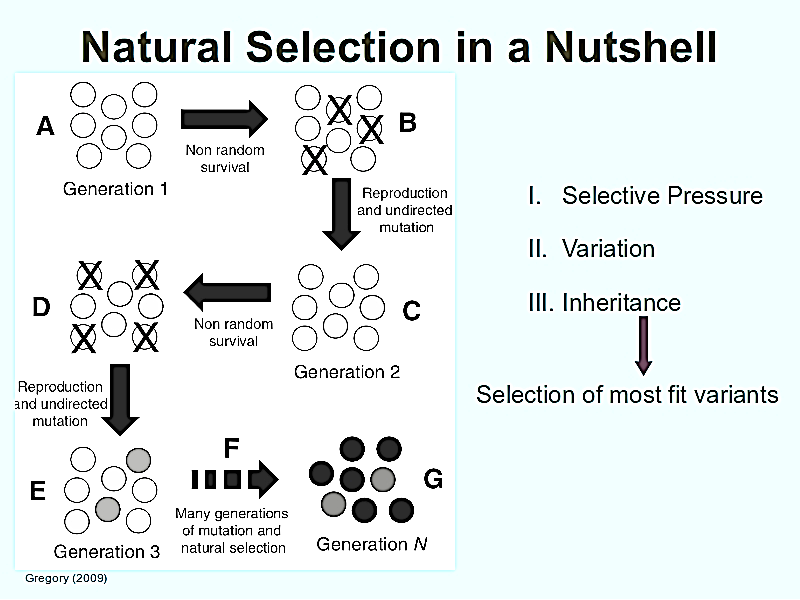 Natural Selection in a Nutshell
A
Generation 1
Non random
survival
B
Reproduction
and undirected
mutation
C
Generation 2
Non random
survival
D
Reproduction
and undirected
mutation
E
Generation 3
F
Many generations
of mutation and
natural selection
G
Generation N
I. Selective Pressure
II. Variation
III. Inheritance
Selection of most fit variants
Gregory (2009)